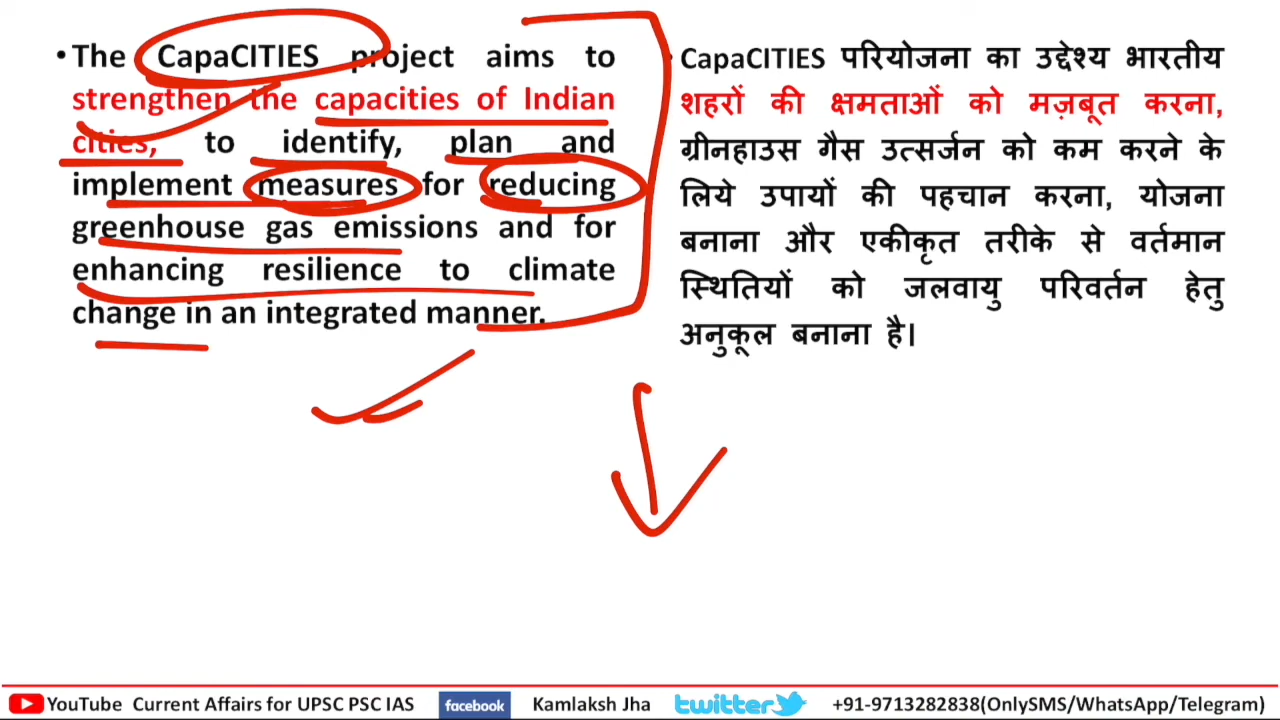 • The CapaCITIES project aims to
strengthen the capacities of Indian
cities, to identify, plan and
implement measures for reducing
greenhouse gas emissions and for
enhancing resilience to climate
change in an integrated manner.
CapaCITIES परियोजना का उद्देश्य भारतीय
शहरों की क्षमताओं को मज़बूत करना,
ग्रीनहाउस गैस उत्सर्जन को कम करने के
लिये उपायों की पहचान करना, योजना
बनाना और एकीकृत तरीके से वर्तमान
स्थितियों को जलवायु परिवर्तन हेतु
अनुकूल बनाना है।
YouTube Current Affairs for UPSC PSC IAS facebook Kamlaksh Jha twitter +91-9713282838(OnlySMS/WhatsApp/Telegram)